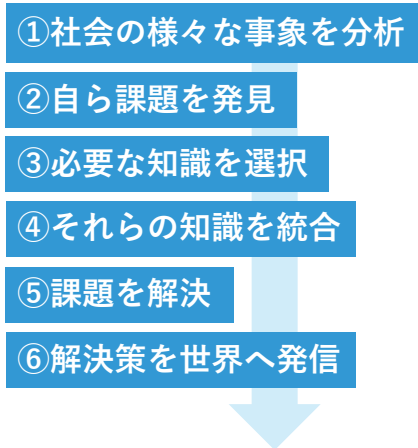 ①社会の様々な事象を分析
②自ら課題を発見
③必要な知識を選択
④それらの知識を統合
⑤課題を解決
⑥解決策を世界へ発信